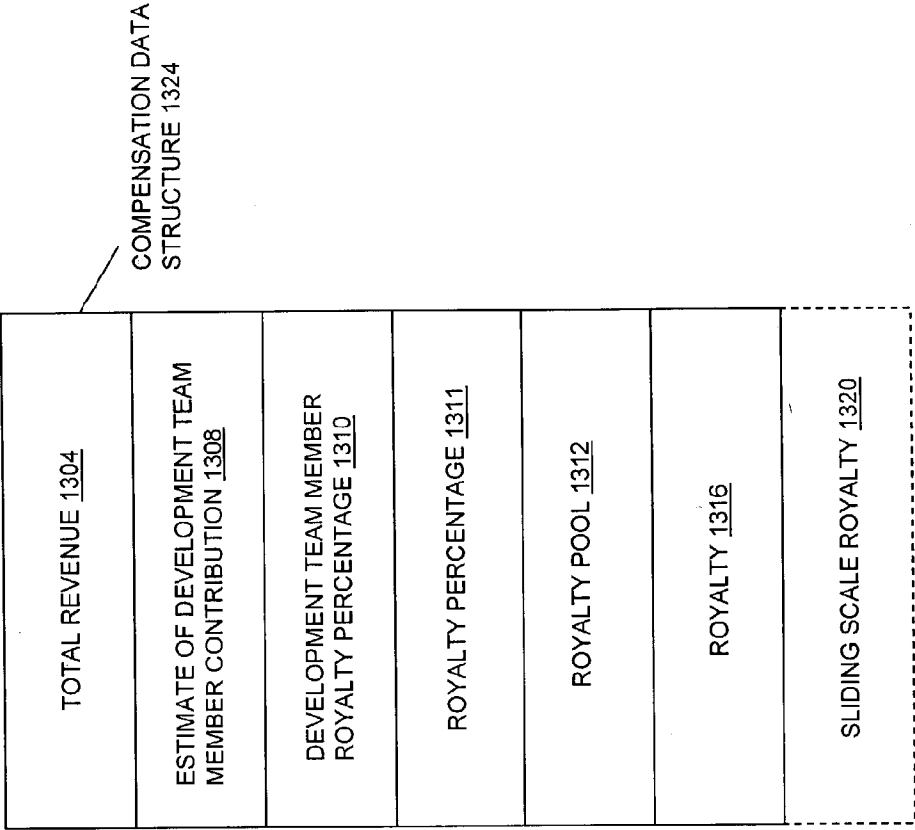 COMPENSATION DATA
STRUCTURE 1324
TOTAL REVENUE 1304
ESTIMATE OF DEVELOPMENT TEAM
MEMBER CONTRIBUTION 1308
DEVELOPMENT TEAM MEMBER
ROYALTY PERCENTAGE 1310
ROYALTY PERCENTAGE 1311
ROYALTY POOL 1312
ROYALTY 1316
SLIDING SCALE ROYALTY 1320